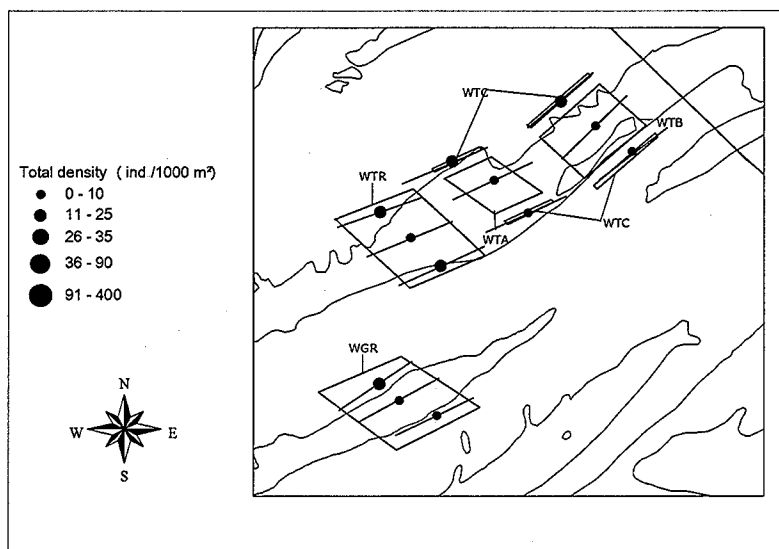 Total density ( ind./1000 m²)
0 - 10
11 - 25
26 - 35
36 - 90
91 - 400
N
W E
S
WTC
WTB
WTR
WTA
WTC
WGR